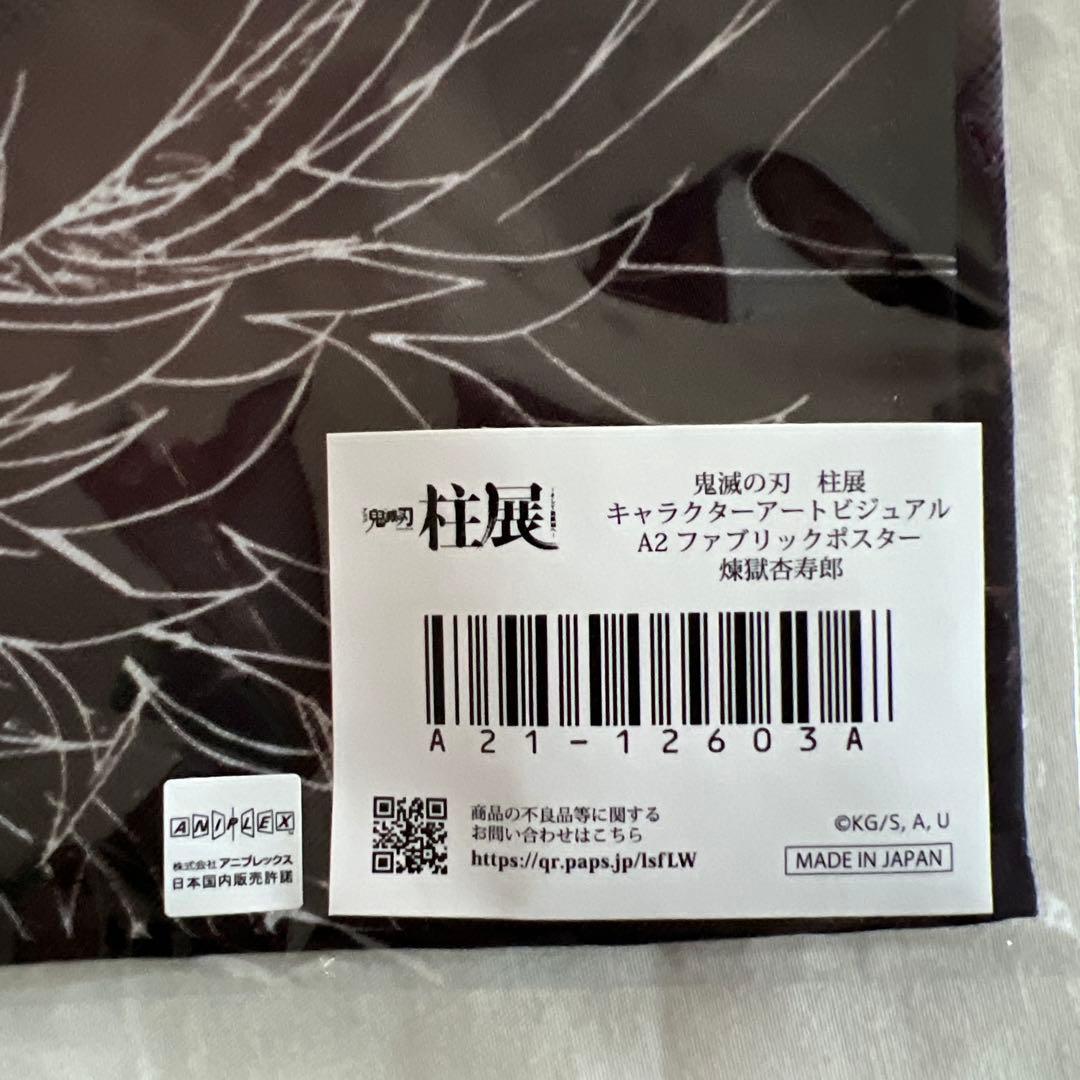 鬼滅の刃
柱展
鬼滅の刃　柱展
キャラクターアートビジュアル
A2 ファブリックポスター
煉獄杏寿郎
A21-12603A
商品の不良品等に関する
お問い合わせはこちら
https://qr.paps.jp/lsfLW
©KG/S, A, U
MADE IN JAPAN
ANIPLEX
株式会社 アニプレックス
日本国内販売許諾